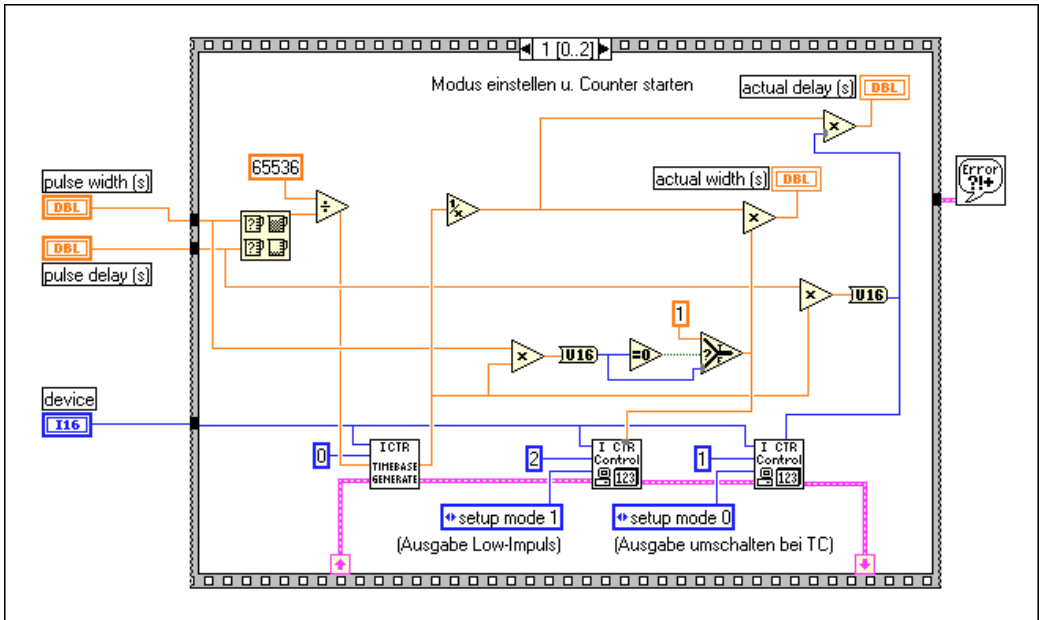 1 [0..2]
Modus einstellen u. Counter starten
actual delay (s)
DBL
65536
actual width (s)
DBL
Error
?!+
pulse width (s)
DBL
÷
1/x
x
x
DBL
pulse delay (s)
x
U16
1
x
U16
=0
?
T
F
device
I16
0
ICTR
TIMEBASE
GENERATE
2
I CTR
Control
123
1
I CTR
Control
123
setup mode 1
setup mode 0
(Ausgabe Low-Impuls)
(Ausgabe umschalten bei TC)